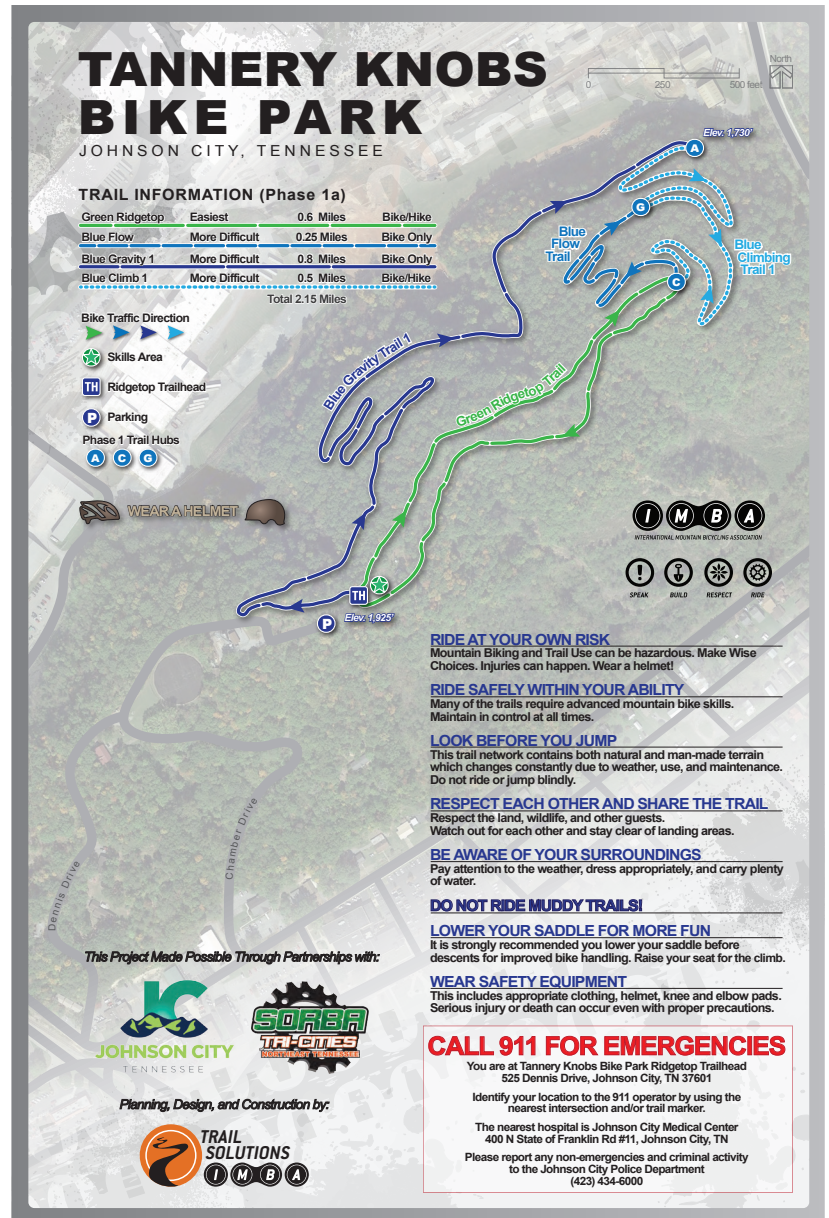 TANNERY KNOBS
BIKE PARK
JOHNSON CITY, TENNESSEE
North
0 250 500 feet
TRAIL INFORMATION (Phase 1a)
Green Ridgetop Easiest 0.6 Miles Bike/Hike
Blue Flow More Difficult 0.25 Miles Bike Only
Blue Gravity 1 More Difficult 0.8 Miles Bike Only
Blue Climb 1 More Difficult 0.5 Miles Bike/Hike
Total 2.15 Miles
Bike Traffic Direction
Skills Area
TH Ridgetop Trailhead
P Parking
Phase 1 Trail Hubs
A C G
WEAR A HELMET
Elev. 1,730'
A
G
Blue
Flow
Trail
Blue
Climbing
Trail 1
C
Blue Gravity Trail 1
Green Ridgetop Trail
TH
P
Elev. 1,925'
Dennis Drive
Chamber Drive
I M B A
INTERNATIONAL MOUNTAIN BICYCLING ASSOCIATION
SPEAK BUILD RESPECT RIDE
RIDE AT YOUR OWN RISK
Mountain Biking and Trail Use can be hazardous. Make Wise
Choices. Injuries can happen. Wear a helmet!
RIDE SAFELY WITHIN YOUR ABILITY
Many of the trails require advanced mountain bike skills.
Maintain in control at all times.
LOOK BEFORE YOU JUMP
This trail network contains both natural and man-made terrain
which changes constantly due to weather, use, and maintenance.
Do not ride or jump blindly.
RESPECT EACH OTHER AND SHARE THE TRAIL
Respect the land, wildlife, and other guests.
Watch out for each other and stay clear of landing areas.
BE AWARE OF YOUR SURROUNDINGS
Pay attention to the weather, dress appropriately, and carry plenty
of water.
DO NOT RIDE MUDDY TRAILS!
LOWER YOUR SADDLE FOR MORE FUN
It is strongly recommended you lower your saddle before
descents for improved bike handling. Raise your seat for the climb.
WEAR SAFETY EQUIPMENT
This includes appropriate clothing, helmet, knee and elbow pads.
Serious injury or death can occur even with proper precautions.
CALL 911 FOR EMERGENCIES
You are at Tannery Knobs Bike Park Ridgetop Trailhead
525 Dennis Drive, Johnson City, TN 37601
Identify your location to the 911 operator by using the
nearest intersection and/or trail marker.
The nearest hospital is Johnson City Medical Center
400 N State of Franklin Rd #11, Johnson City, TN
Please report any non-emergencies and criminal activity
to the Johnson City Police Department
(423) 434-6000
This Project Made Possible Through Partnerships with:
JC
JOHNSON CITY
TENNESSEE
SORBA
TRI-CITIES
NORTHEAST TENNESSEE
Planning, Design, and Construction by:
TRAIL
SOLUTIONS
I M B A